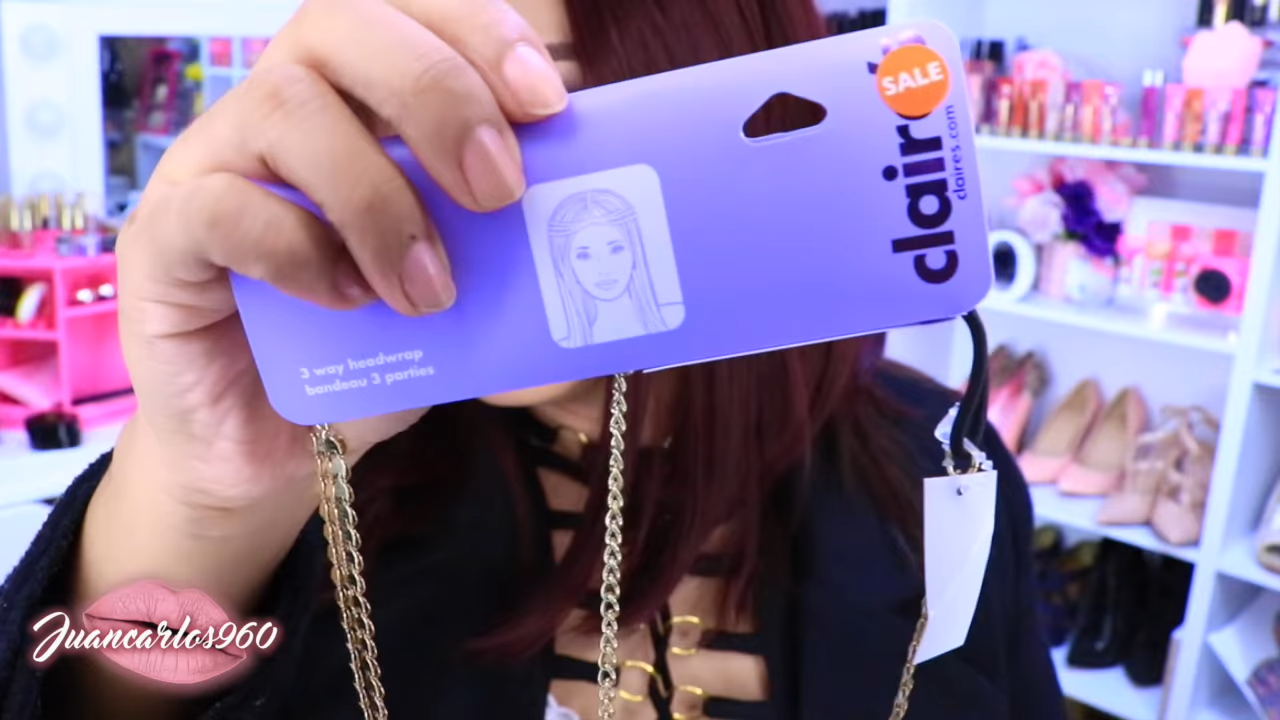 SALE
clair
claires.com
3 way headwrap
bandeau 3 parties
Juancarlos960